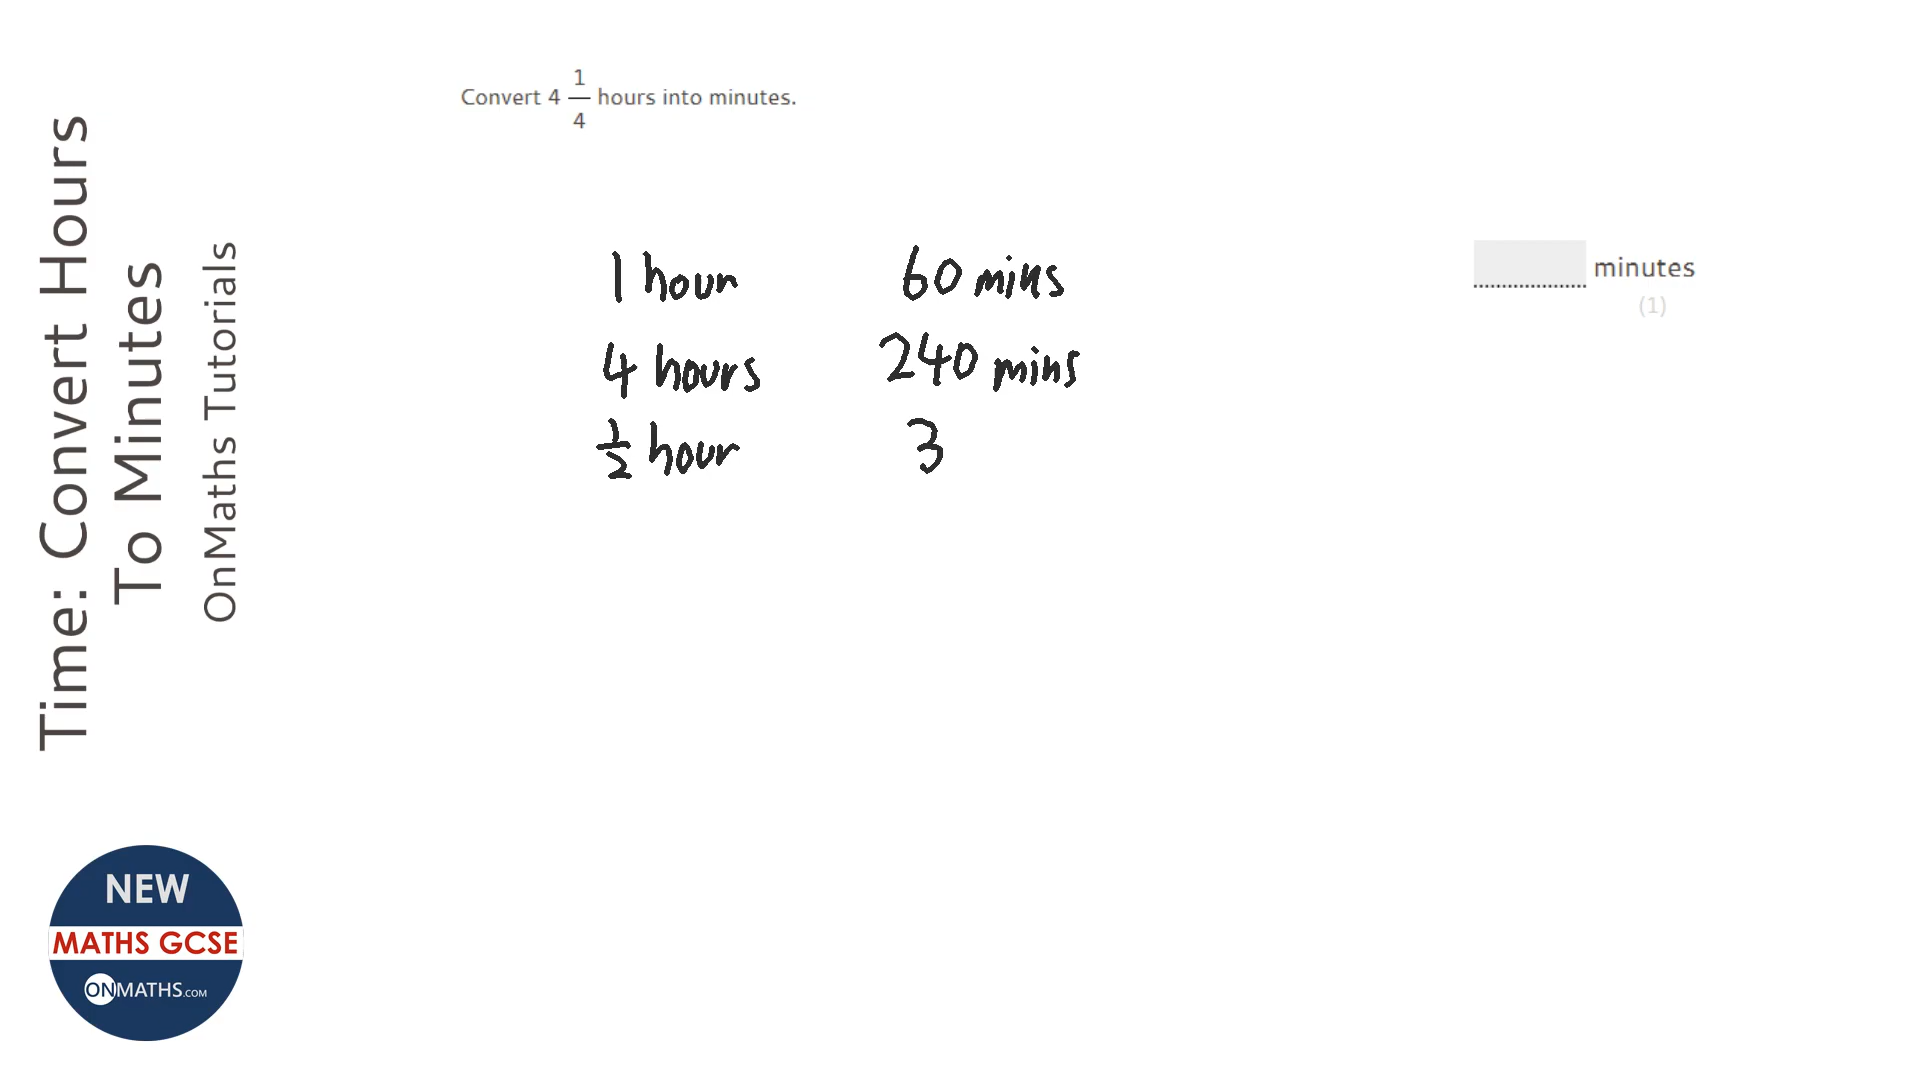 Time: Convert Hours
To Minutes
OnMaths Tutorials
Convert 4 1/4 hours into minutes.
1 hour 60 mins
4 hours 240 mins
1/2 hour 3
minutes
(1)
NEW
MATHS GCSE
ONMATHS.COM